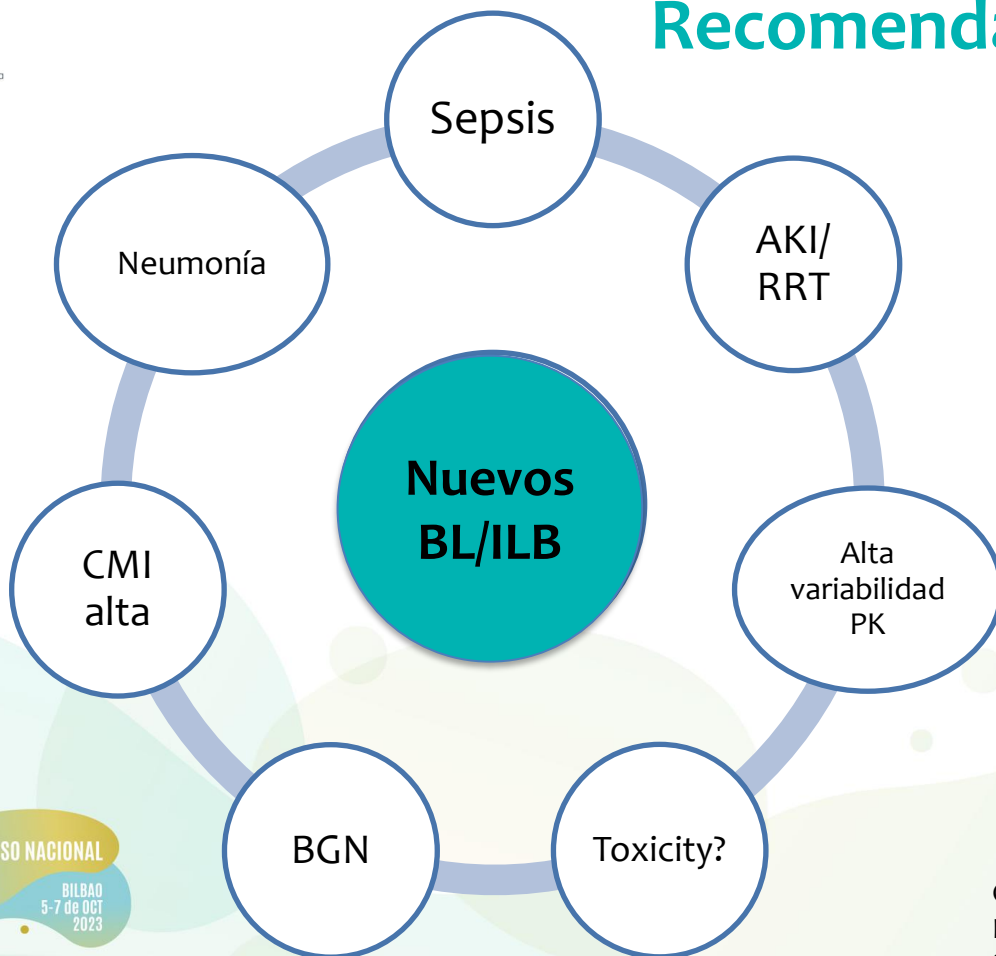 Recomenda
Sepsis
AKI/
RRT
Neumonía
Nuevos
BL/ILB
Alta
variabilidad
PK
CMI
alta
BGN
Toxicity?
SO NACIONAL
BILBAO
5-7 de OCT
2023